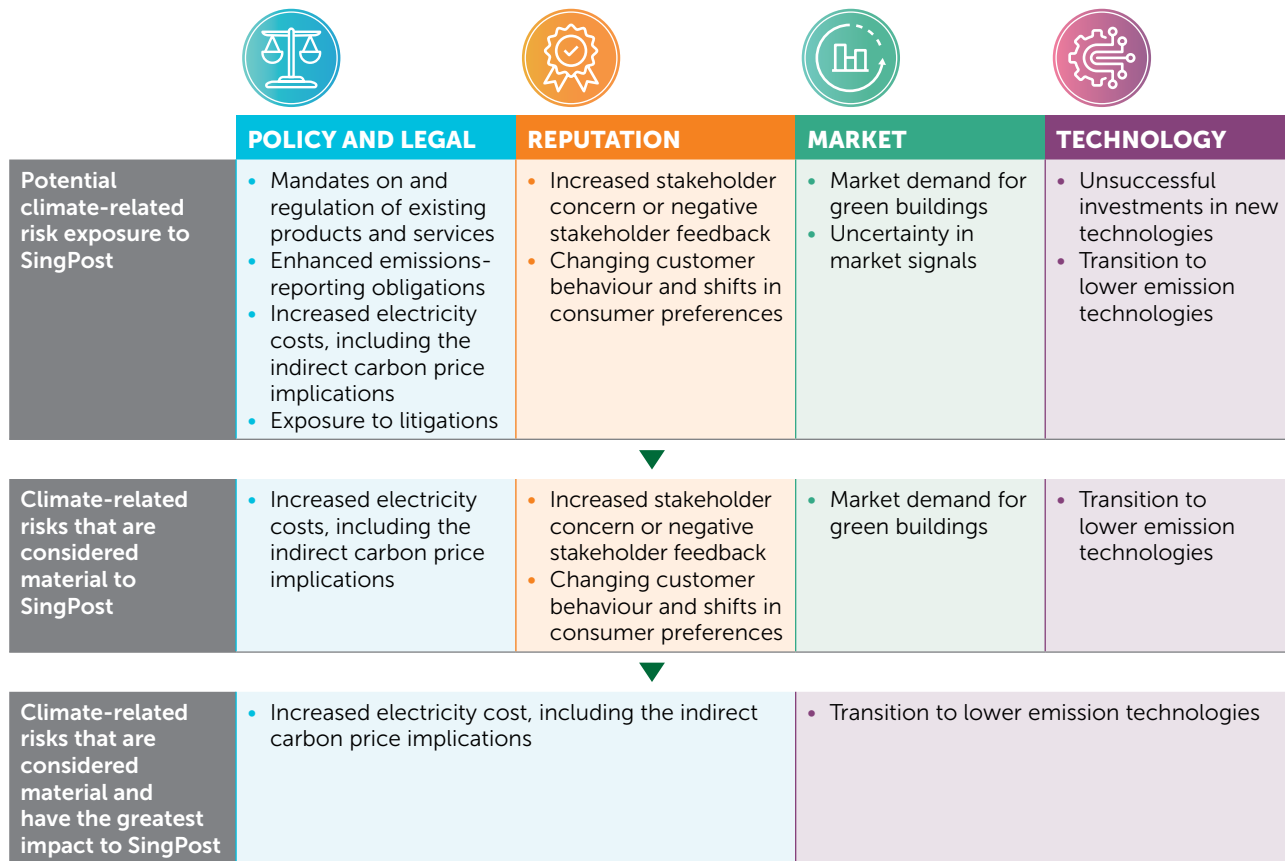 POLICY AND LEGAL
REPUTATION
MARKET
TECHNOLOGY
Potential
climate-related
risk exposure to
SingPost
• Mandates on and
regulation of existing
products and services
• Enhanced emissions-
reporting obligations
• Increased electricity
costs, including the
indirect carbon price
implications
• Exposure to litigations
• Increased stakeholder
concern or negative
stakeholder feedback
• Changing customer
behaviour and shifts in
consumer preferences
• Market demand for
green buildings
• Uncertainty in
market signals
• Unsuccessful
investments in new
technologies
• Transition to
lower emission
technologies
Climate-related
risks that are
considered
material to
SingPost
• Increased electricity
costs, including the
indirect carbon price
implications
• Increased stakeholder
concern or negative
stakeholder feedback
• Changing customer
behaviour and shifts in
consumer preferences
• Market demand for
green buildings
• Transition to
lower emission
technologies
Climate-related
risks that are
considered
material and
have the greatest
impact to SingPost
• Increased electricity cost, including the indirect
carbon price implications
• Transition to lower emission technologies